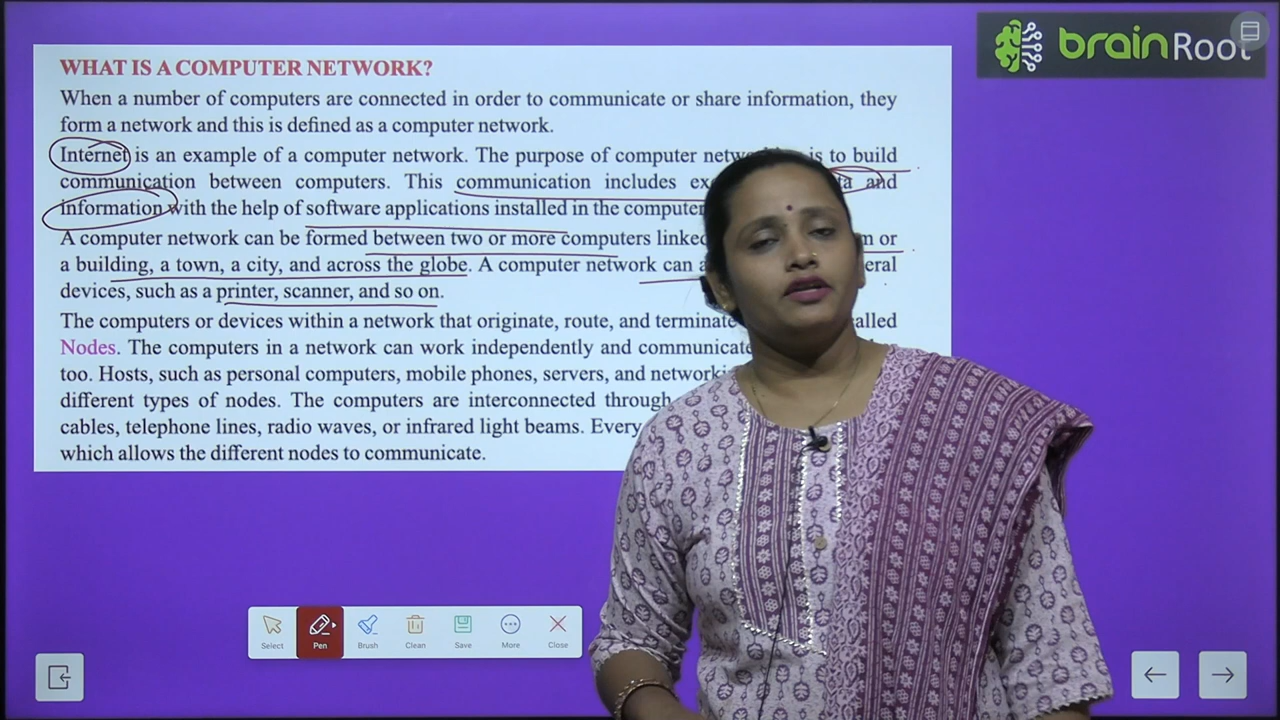 brainRoot
WHAT IS A COMPUTER NETWORK?
When a number of computers are connected in order to communicate or share information, they
form a network and this is defined as a computer network.
Internet is an example of a computer network. The purpose of computer is to build
communication between computers. This communication includes and
information with the help of software applications installed in the computer
A computer network can be formed between two or more computers linked or
a building, a town, a city, and across the globe. A computer network can
devices, such as a printer, scanner, and so on.
The computers or devices within a network that originate, route, and terminate called
Nodes. The computers in a network can work independently and communicate
too. Hosts, such as personal computers, mobile phones, servers, and
different types of nodes. The computers are interconnected through
cables, telephone lines, radio waves, or infrared light beams. Every
which allows the different nodes to communicate.
Select Pen Brush Clean Save More Close